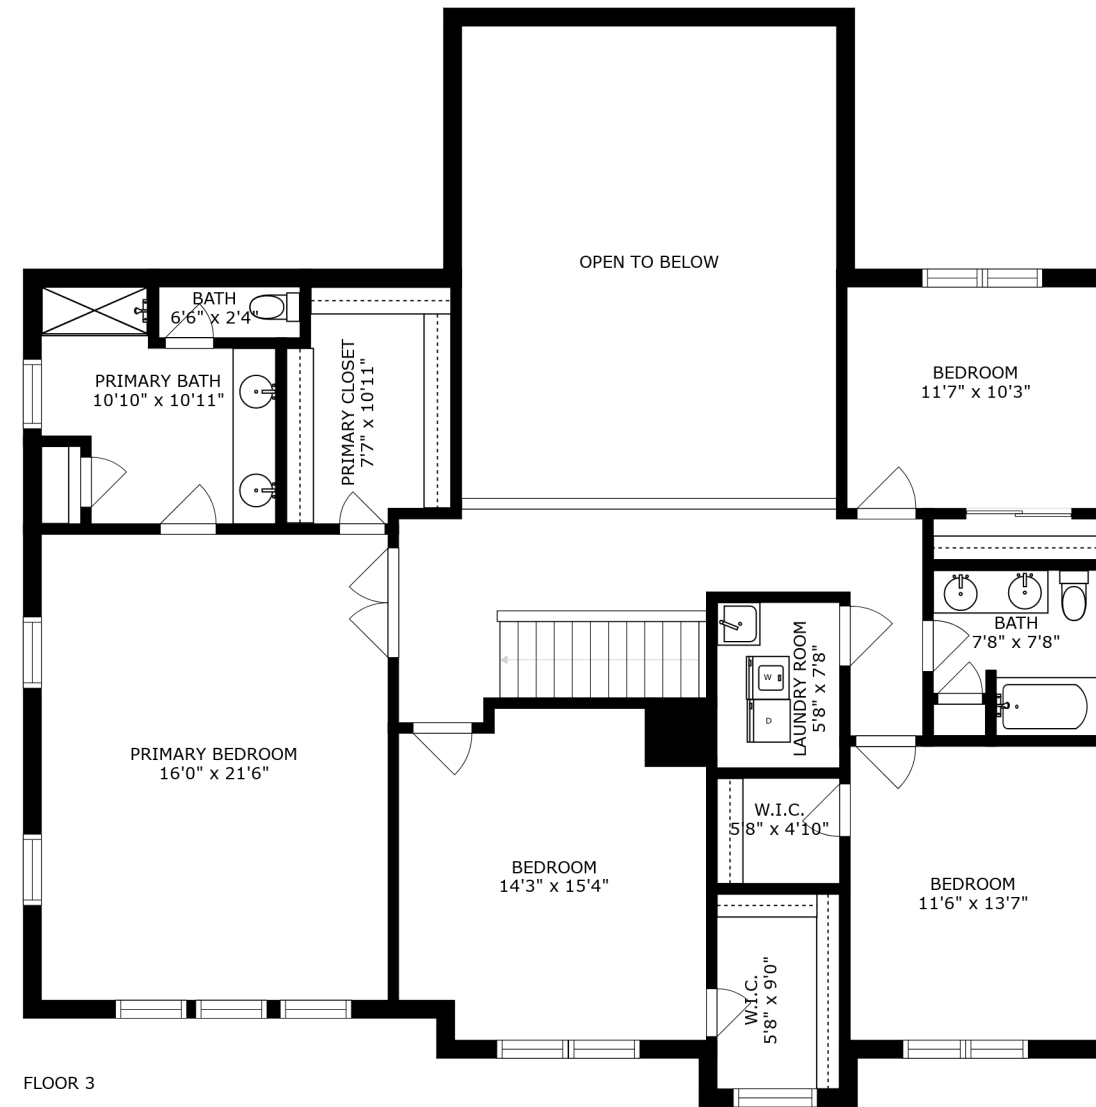 OPEN TO BELOW
BATH
6'6" x 2'4"
PRIMARY BATH
10'10" x 10'11"
PRIMARY CLOSET
7'7" x 10'11"
BEDROOM
11'7" x 10'3"
BATH
7'8" x 7'8"
LAUNDRY ROOM
5'8" x 7'8"
W
D
PRIMARY BEDROOM
16'0" x 21'6"
W.I.C.
5'8" x 4'10"
BEDROOM
14'3" x 15'4"
BEDROOM
11'6" x 13'7"
W.I.C.
5'8" x 9'0"
FLOOR 3